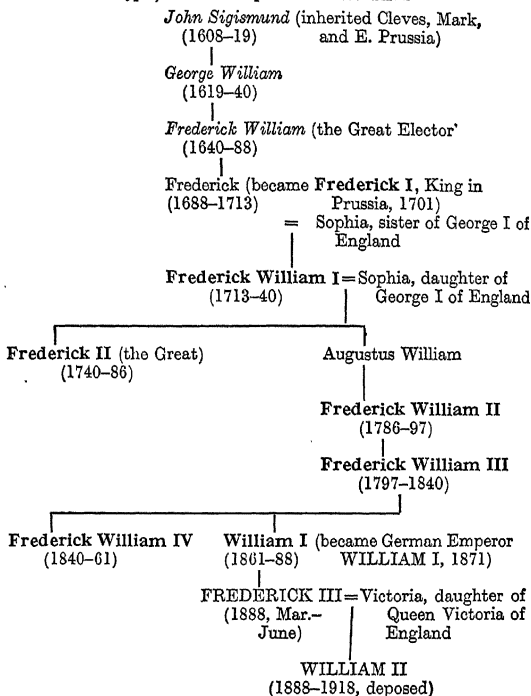 John Sigismund (inherited Cleves, Mark,
(1608–19) and E. Prussia)
George William
(1619–40)
Frederick William (the Great Elector'
(1640–88)
Frederick (became Frederick I, King in
(1688–1713) Prussia, 1701)
= Sophia, sister of George I of
England
Frederick William I=Sophia, daughter of
(1713–40) George I of England
Frederick II (the Great) Augustus William
(1740–86)
Frederick William II
(1786–97)
Frederick William III
(1797–1840)
Frederick William IV William I (became German Emperor
(1840–61) (1861–88) WILLIAM I, 1871)
FREDERICK III=Victoria, daughter of
(1888, Mar.– Queen Victoria of
June) England
WILLIAM II
(1888–1918, deposed)